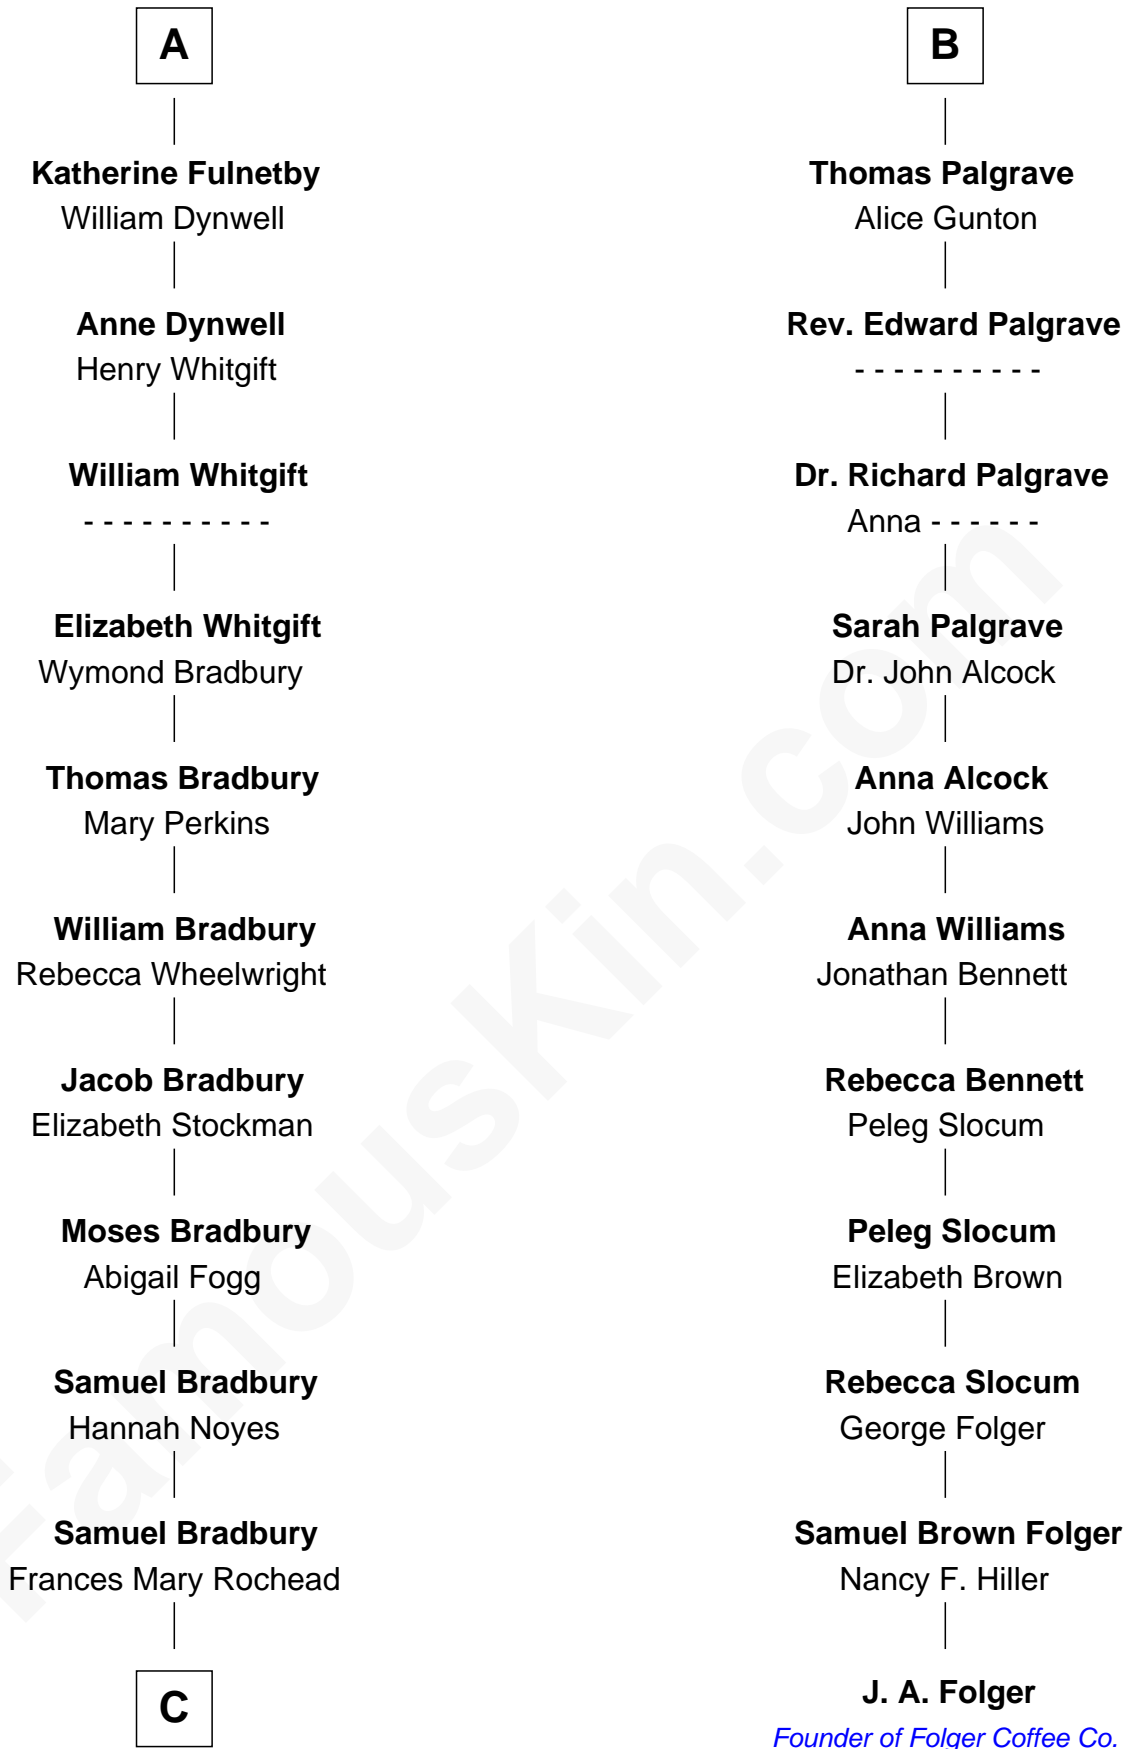 A
Katherine Fulnetby
William Dynwell
Anne Dynwell
Henry Whitgift
William Whitgift
- - - - - - - - - -
Elizabeth Whitgift
Wymond Bradbury
Thomas Bradbury
Mary Perkins
William Bradbury
Rebecca Wheelwright
Jacob Bradbury
Elizabeth Stockman
Moses Bradbury
Abigail Fogg
Samuel Bradbury
Hannah Noyes
Samuel Bradbury
Frances Mary Rochead
C
B
Thomas Palgrave
Alice Gunton
Rev. Edward Palgrave
- - - - - - - - - -
Dr. Richard Palgrave
Anna - - - - - -
Sarah Palgrave
Dr. John Alcock
Anna Alcock
John Williams
Anna Williams
Jonathan Bennett
Rebecca Bennett
Peleg Slocum
Peleg Slocum
Elizabeth Brown
Rebecca Slocum
George Folger
Samuel Brown Folger
Nancy F. Hiller
J. A. Folger
Founder of Folger Coffee Co.
FamousKin.com